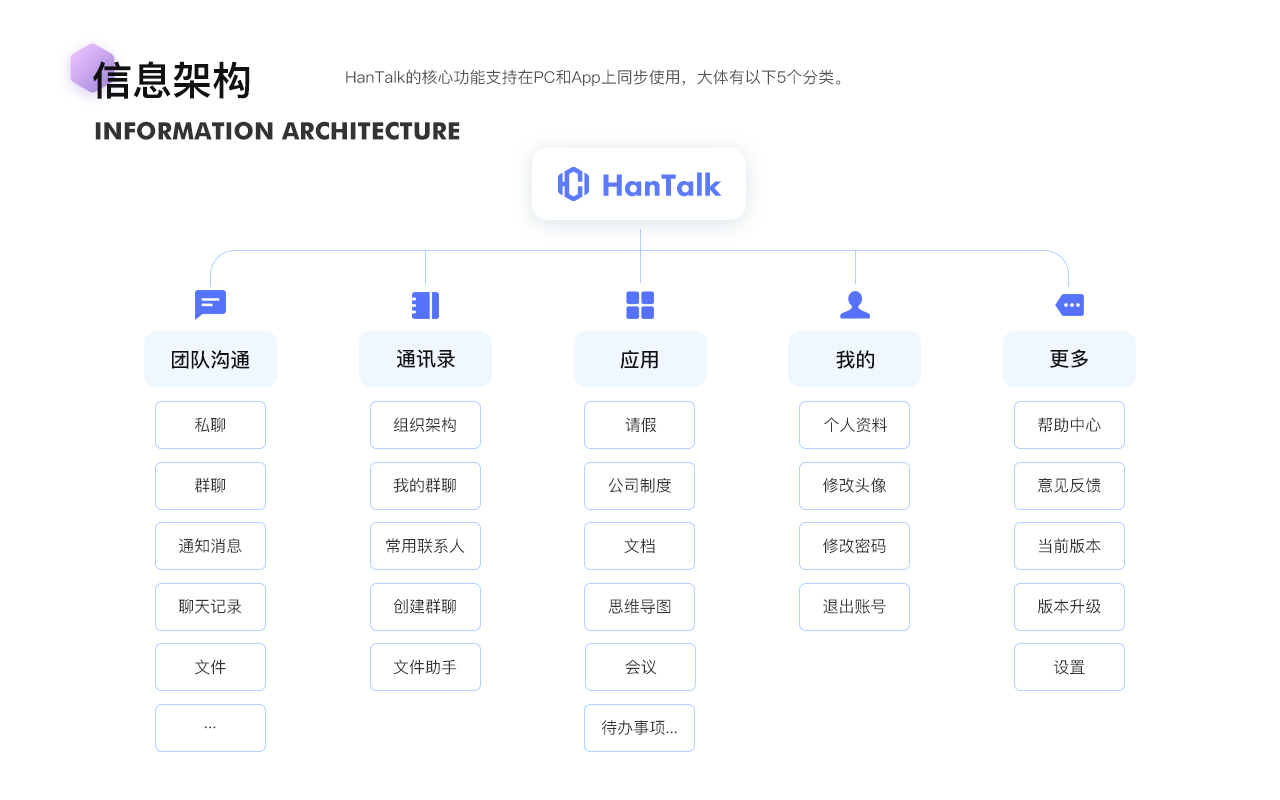 信息架构
HanTalk的核心功能支持在PC和App上同步使用，大体有以下5个分类。
INFORMATION ARCHITECTURE
HanTalk
团队沟通
私聊
群聊
通知消息
聊天记录
文件
...
通讯录
组织架构
我的群聊
常用联系人
创建群聊
文件助手
应用
请假
公司制度
文档
思维导图
会议
待办事项...
我的
个人资料
修改头像
修改密码
退出账号
更多
帮助中心
意见反馈
当前版本
版本升级
设置